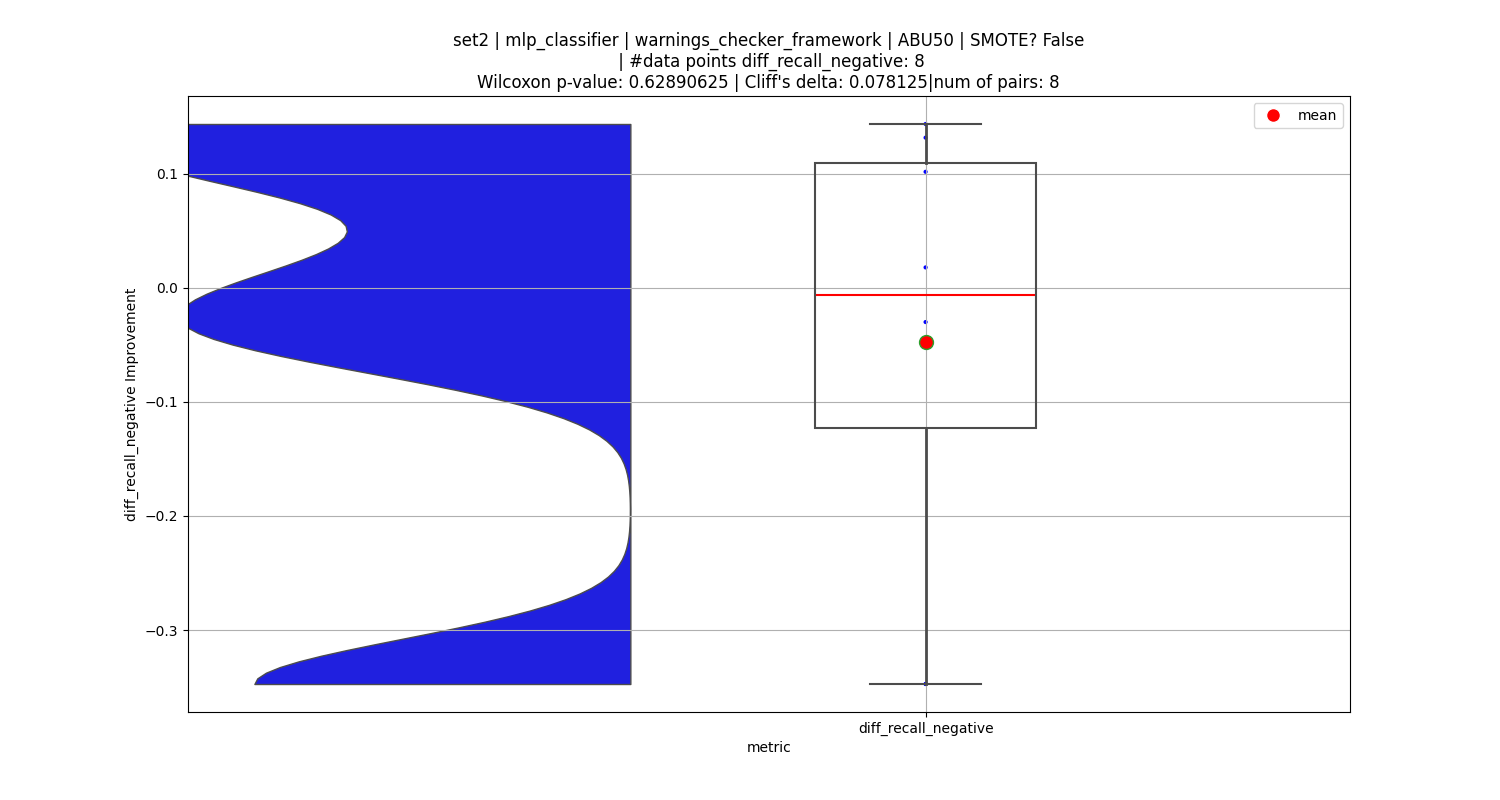 set2 | mlp_classifier | warnings_checker_framework | ABU50 | SMOTE? False
| #data points diff_recall_negative: 8
Wilcoxon p-value: 0.62890625 | Cliff's delta: 0.078125|num of pairs: 8
mean
0.1
0.0
−0.1
−0.2
−0.3
diff_recall_negative Improvement
diff_recall_negative
metric